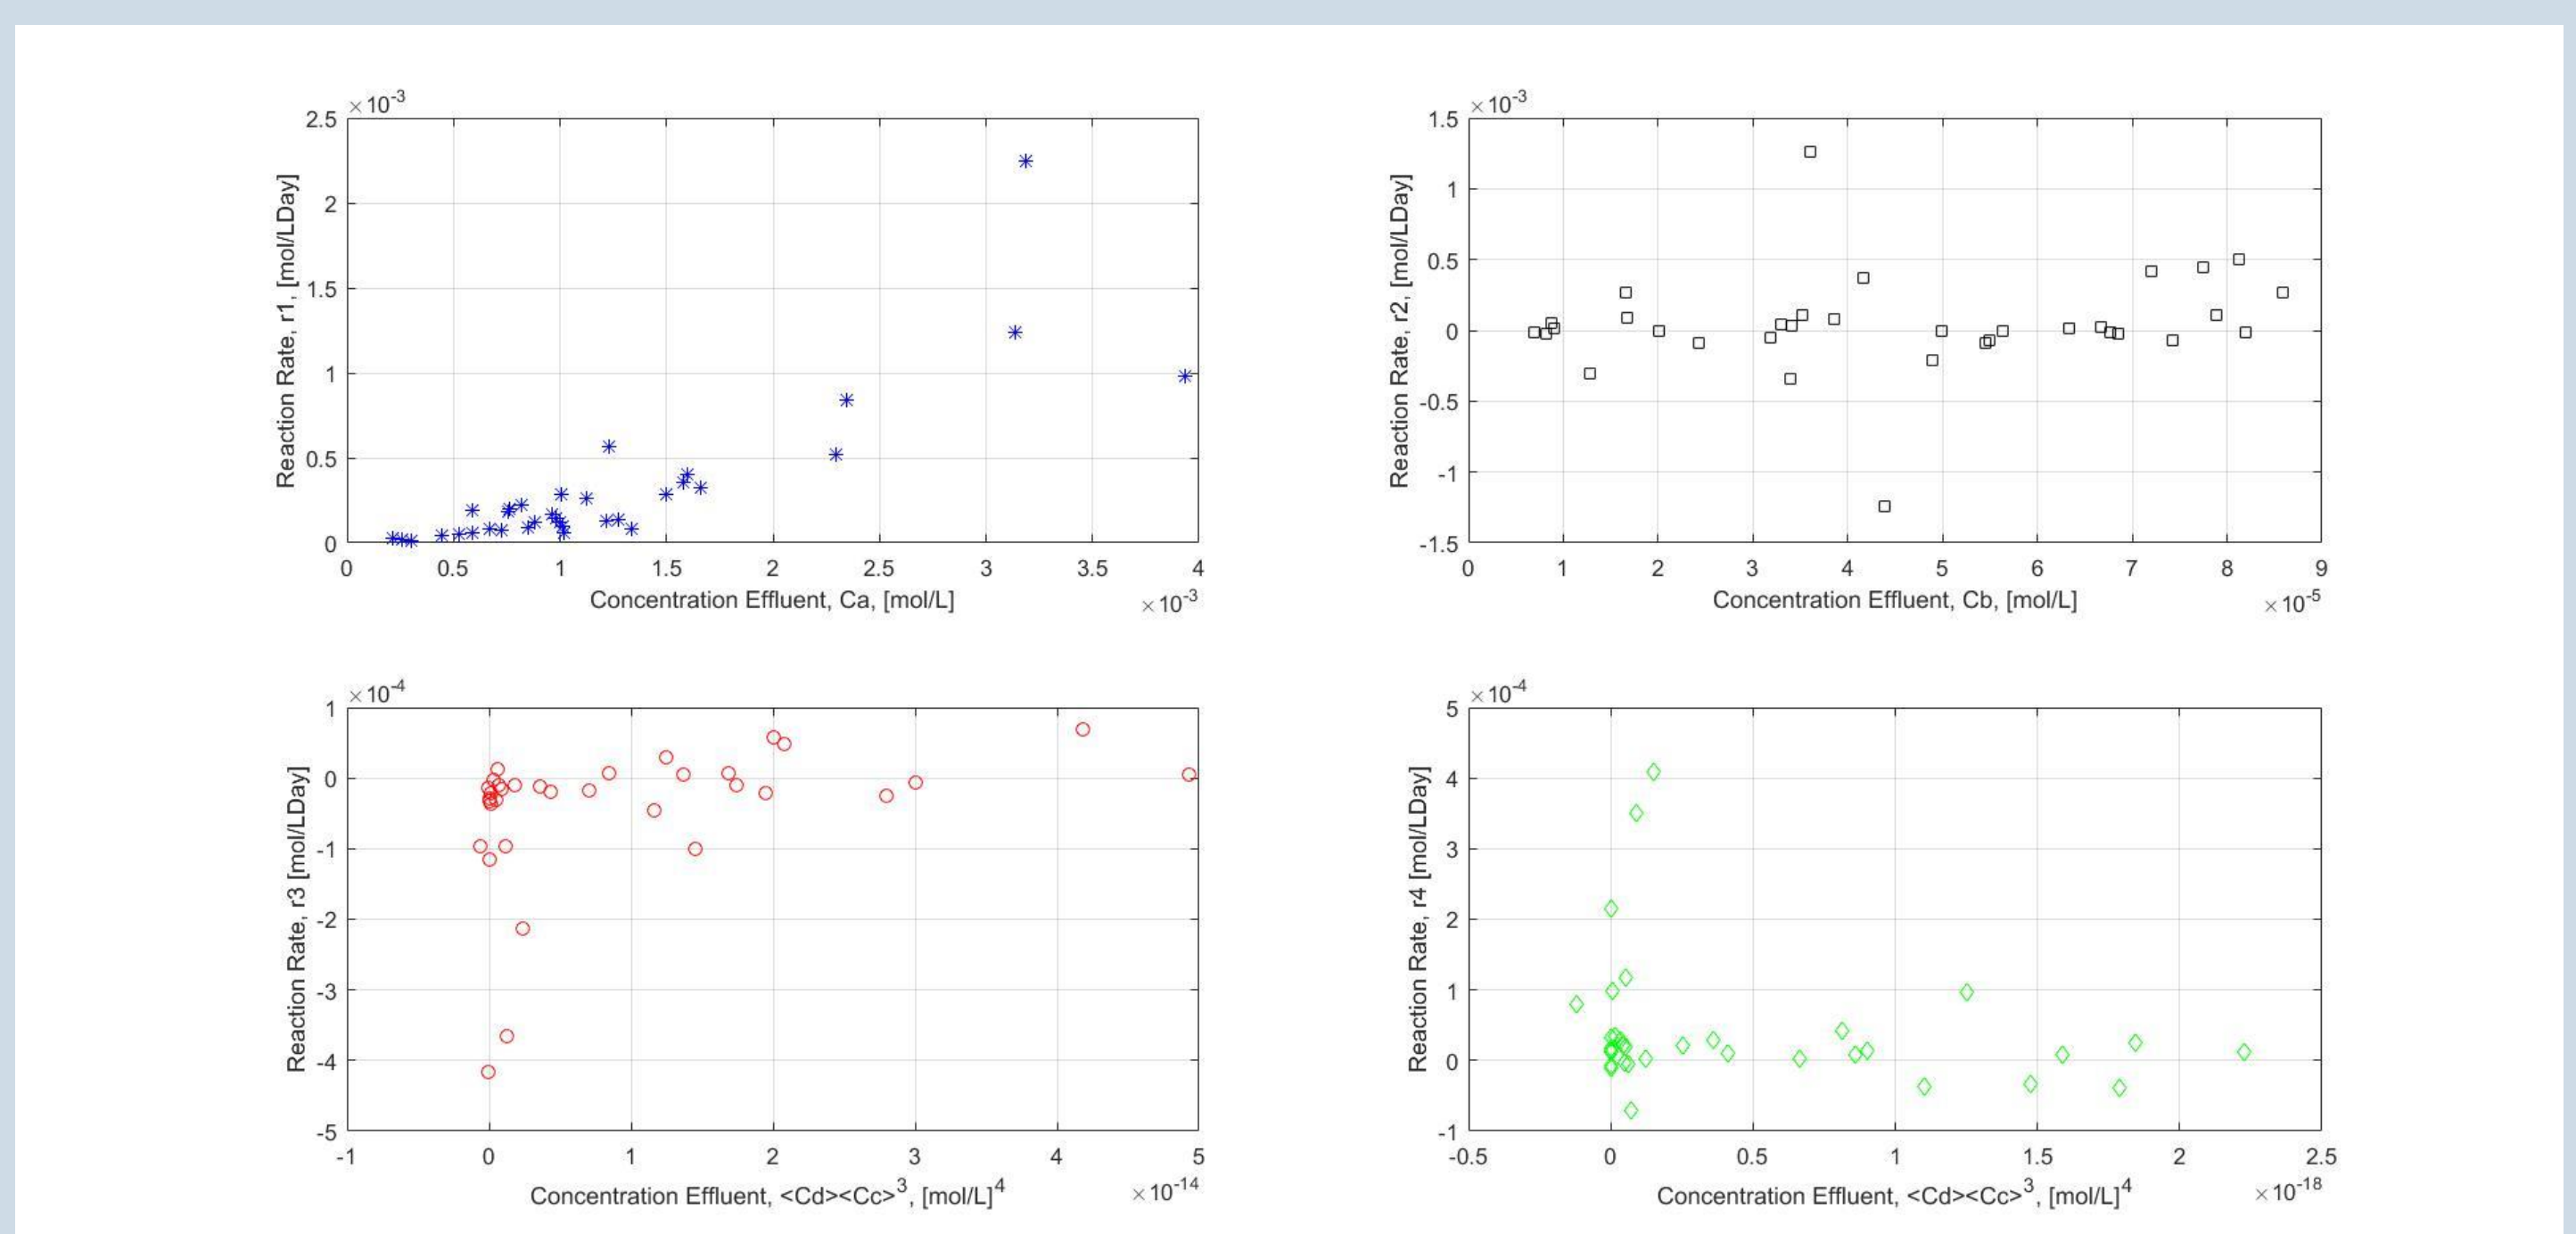 ×10-3
2.5
2
1.5
1
0.5
0
Reaction Rate, r1, [mol/LDay]
0 0.5 1 1.5 2 2.5 3 3.5 4
Concentration Effluent, Ca, [mol/L] ×10-3
×10-3
1.5
1
0.5
0
-0.5
-1
-1.5
Reaction Rate, r2, [mol/LDay]
0 1 2 3 4 5 6 7 8 9
Concentration Effluent, Cb, [mol/L] ×10-5
×10-4
1
0
-1
-2
-3
-4
-5
Reaction Rate, r3 [mol/LDay]
-1 0 1 2 3 4 5
Concentration Effluent, <Cd><Cc>3, [mol/L]4 ×10-14
×10-4
5
4
3
2
1
0
-1
Reaction Rate, r4 [mol/LDay]
-0.5 0 0.5 1 1.5 2 2.5
Concentration Effluent, <Cd><Cc>3, [mol/L]4 ×10-18